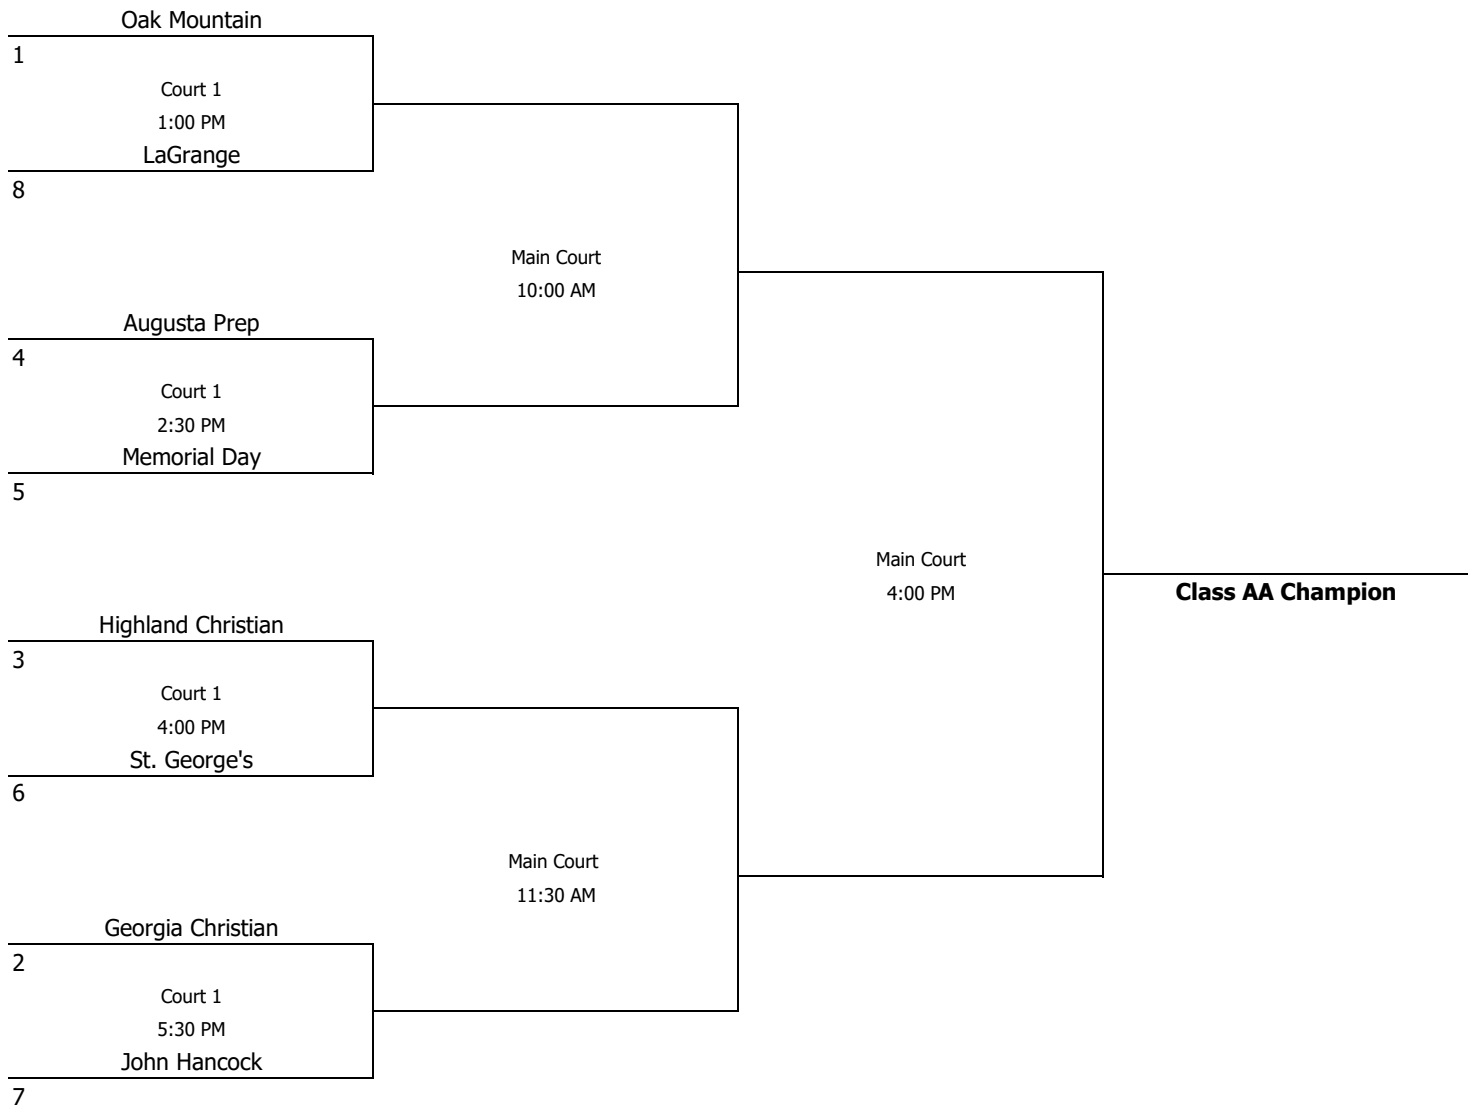 Oak Mountain
1
Court 1
1:00 PM
LaGrange
8
Main Court
10:00 AM
Augusta Prep
4
Court 1
2:30 PM
Memorial Day
5
Main Court
4:00 PM
Class AA Champion
Highland Christian
3
Court 1
4:00 PM
St. George's
6
Main Court
11:30 AM
Georgia Christian
2
Court 1
5:30 PM
John Hancock
7